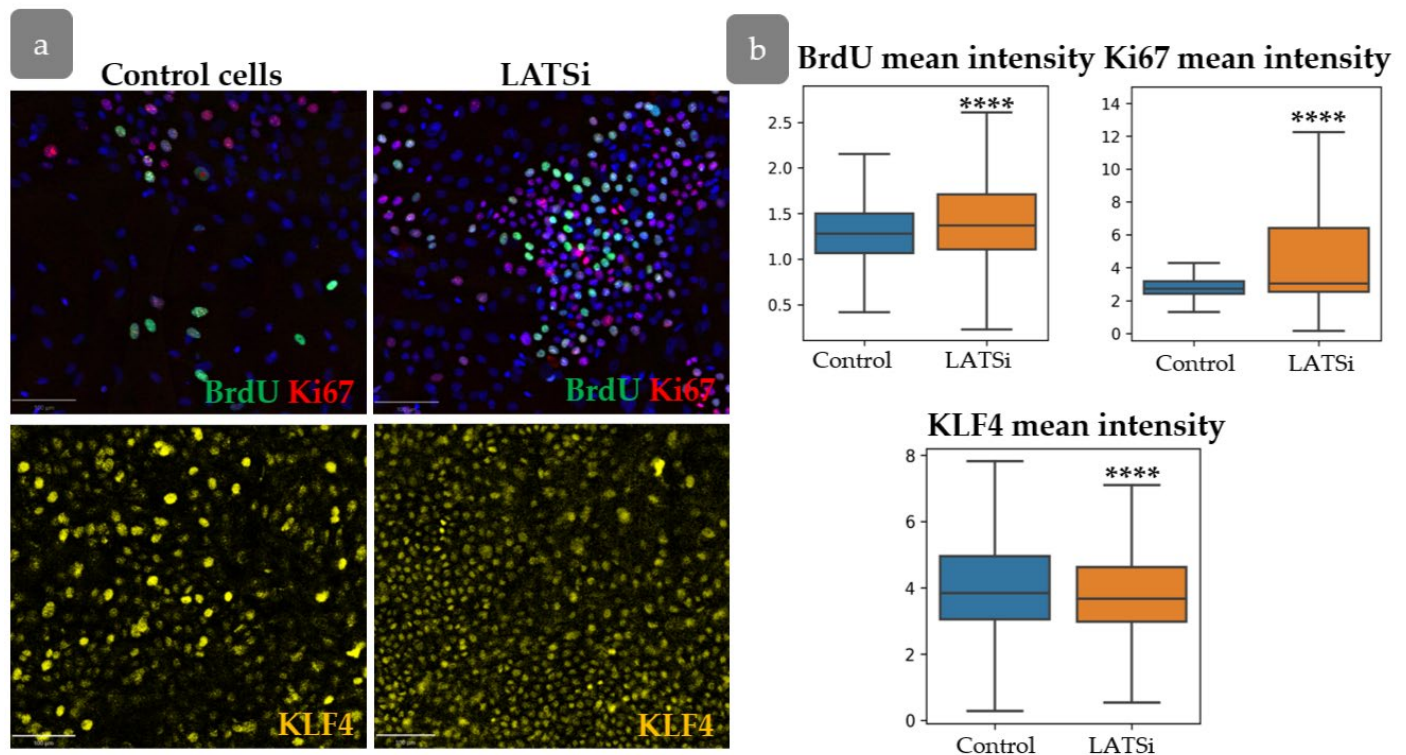 a
Control cells
LATSi
BrdU Ki67
BrdU Ki67
KLF4
KLF4
b
BrdU mean intensity
2.5
2.0
1.5
1.0
0.5
****
Control
LATSi
Ki67 mean intensity
14
12
10
8
6
4
2
0
****
Control
LATSi
KLF4 mean intensity
8
6
4
2
0
****
Control
LATSi